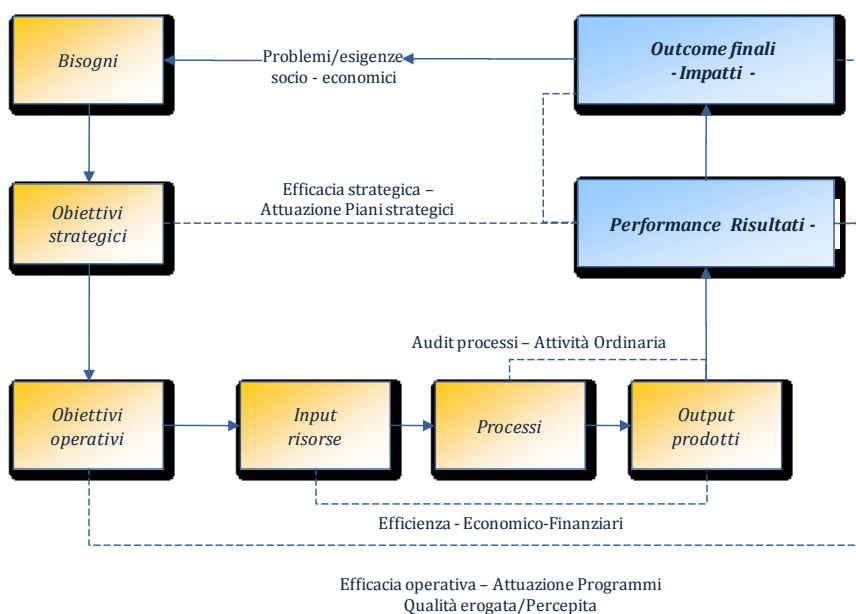 Bisogni
Problemi/esigenze
socio - economici
Outcome finali
- Impatti -
Obiettivi
strategici
Efficacia strategica –
Attuazione Piani strategici
Performance Risultati -
Audit processi – Attività Ordinaria
Obiettivi
operativi
Input
risorse
Processi
Output
prodotti
Efficienza - Economico-Finanziari
Efficacia operativa – Attuazione Programmi
Qualità erogata/Percepita